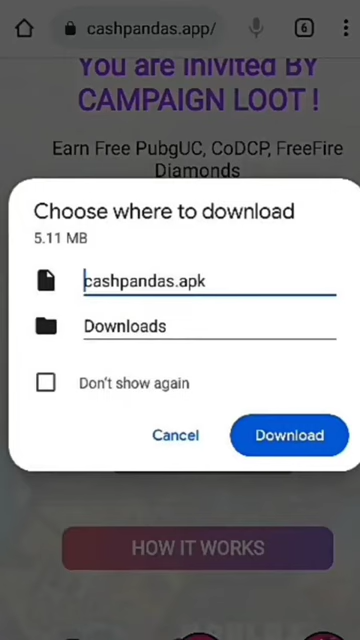 cashpandas.app/
6
You are Inivited BY
CAMPAIGN LOOT !
Earn Free PubgUC, CoDCP, FreeFire
Diamonds
Choose where to download
5.11 MB
cashpandas.apk
Downloads
Don't show again
Cancel
Download
HOW IT WORKS